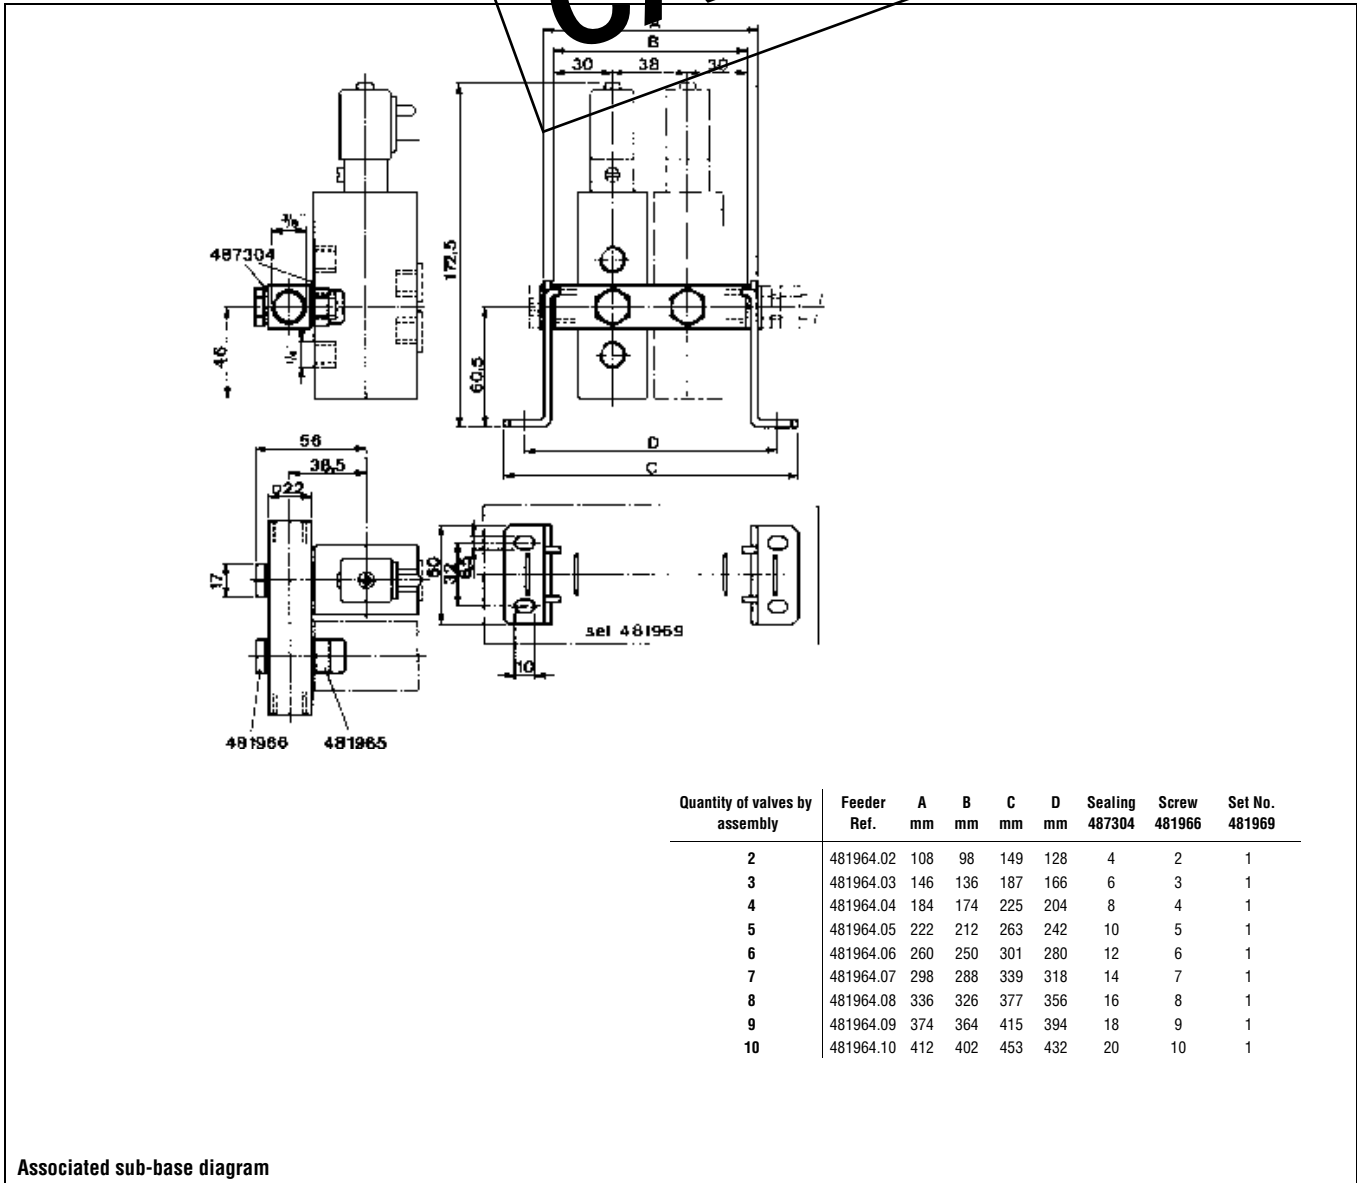 A
B
30 38 30
487304
3/8"
172,5
46
1/4
60,5
D
C
56
38,5
□22
17
60
32
6,5
set 481969
10
481966 481965
Quantity of valves by assembly Feeder Ref. A mm B mm C mm D mm Sealing 487304 Screw 481966 Set No. 481969
2 481964.02 108 98 149 128 4 2 1
3 481964.03 146 136 187 166 6 3 1
4 481964.04 184 174 225 204 8 4 1
5 481964.05 222 212 263 242 10 5 1
6 481964.06 260 250 301 280 12 6 1
7 481964.07 298 288 339 318 14 7 1
8 481964.08 336 326 377 356 16 8 1
9 481964.09 374 364 415 394 18 9 1
10 481964.10 412 402 453 432 20 10 1
Associated sub-base diagram